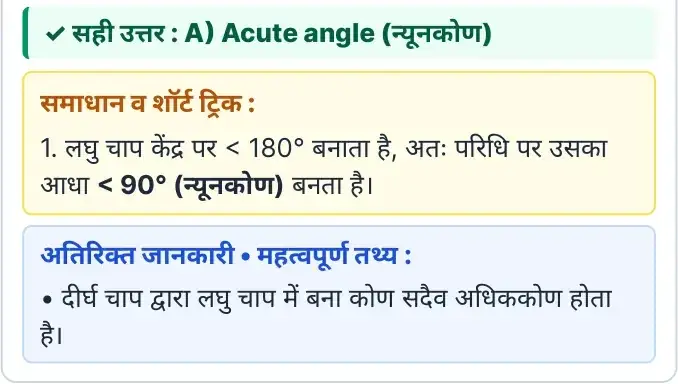 ✓ सही उत्तर : A) Acute angle (न्यूनकोण)
समाधान व शॉर्ट ट्रिक :
1. लघु चाप केंद्र पर < 180° बनाता है, अतः परिधि पर उसका
आधा < 90° (न्यूनकोण) बनता है।
अतिरिक्त जानकारी • महत्वपूर्ण तथ्य :
• दीर्घ चाप द्वारा लघु चाप में बना कोण सदैव अधिककोण होता
है।